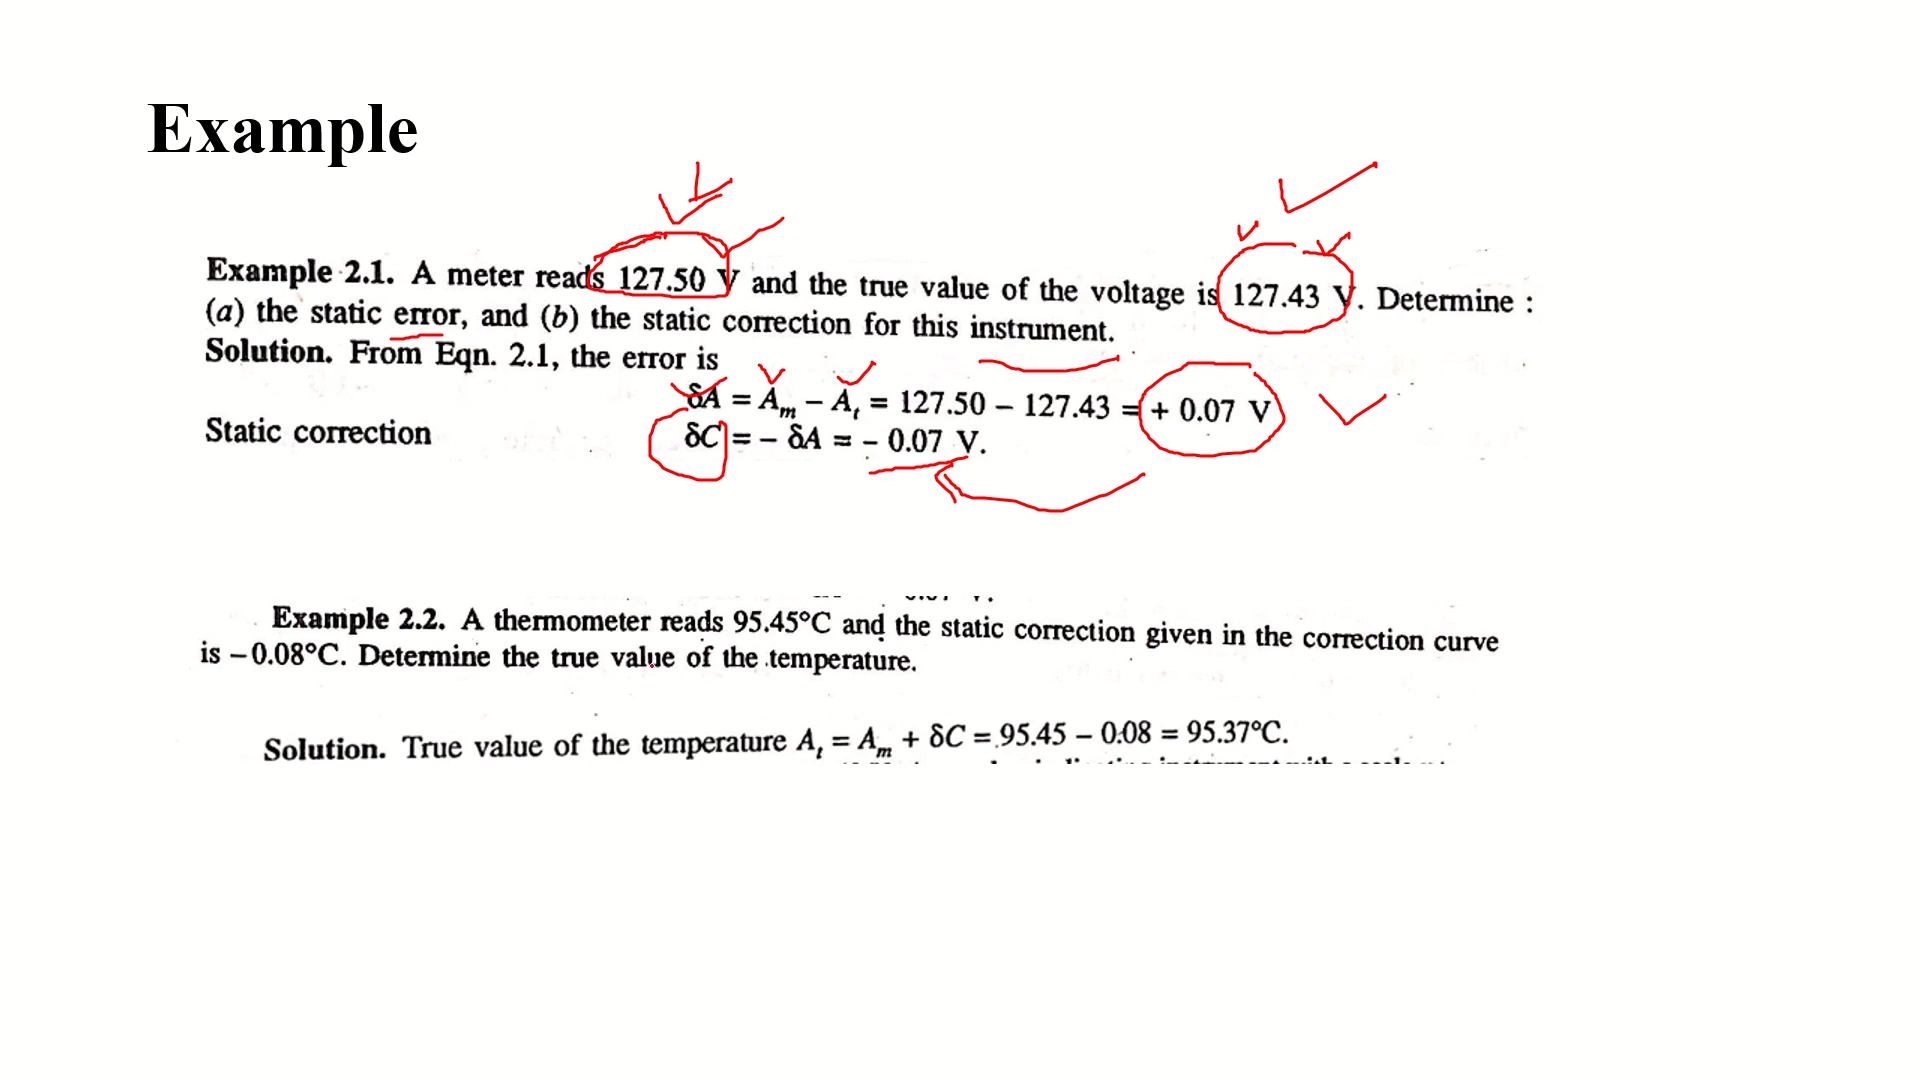 Example
Example 2.1. A meter reads 127.50 V and the true value of the voltage is 127.43 V. Determine :
(a) the static error, and (b) the static correction for this instrument.
Solution. From Eqn. 2.1, the error is
δA = Aₘ − Aₜ = 127.50 − 127.43 = + 0.07 V
Static correction δC = − δA = − 0.07 V.
Example 2.2. A thermometer reads 95.45°C and the static correction given in the correction curve
is −0.08°C. Determine the true value of the temperature.
Solution. True value of the temperature Aₜ = Aₘ + δC = 95.45 − 0.08 = 95.37°C.